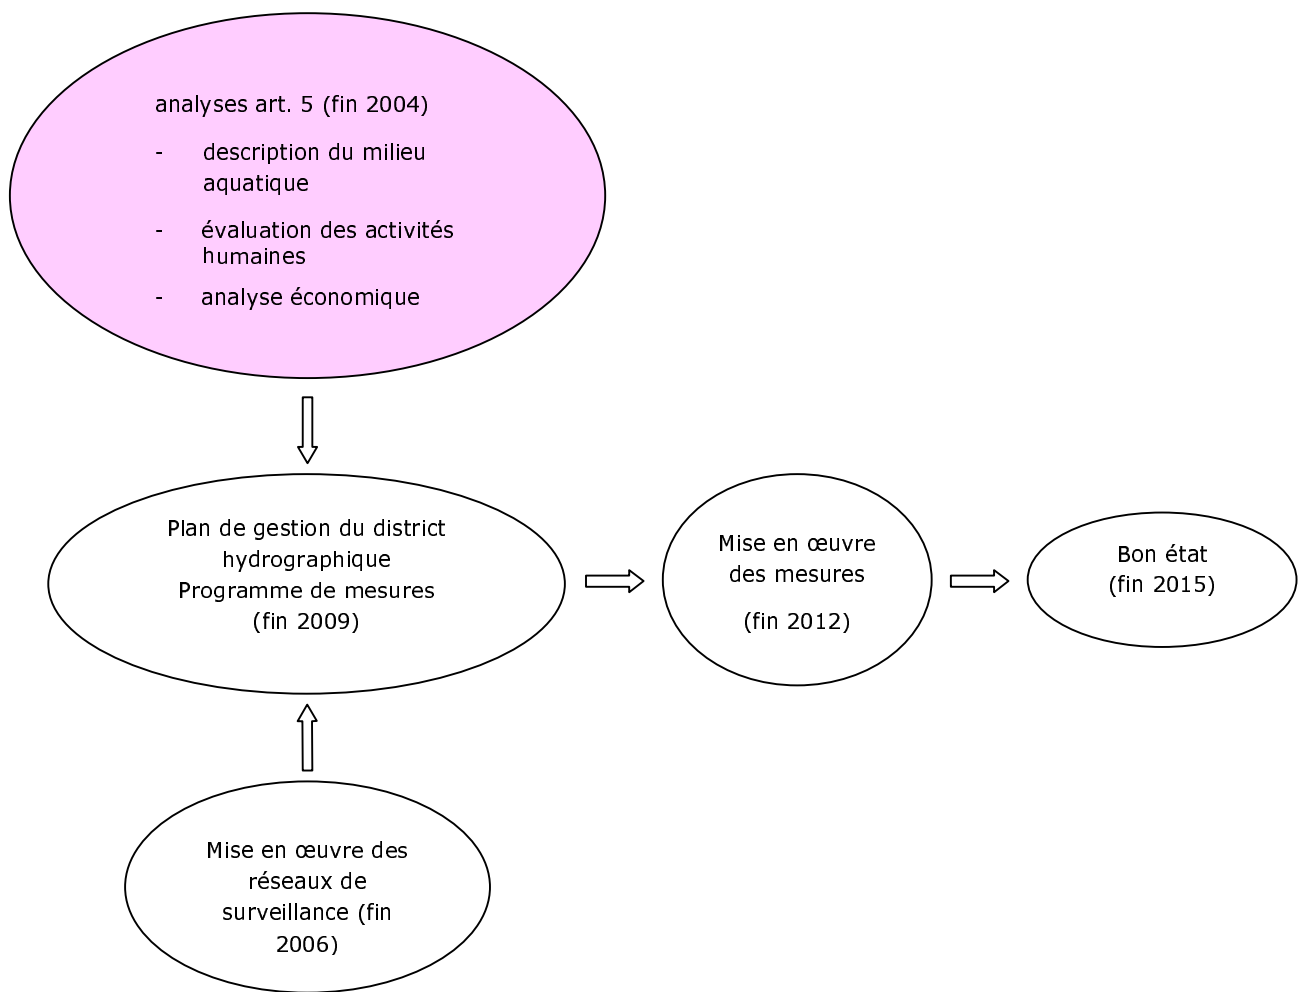 analyses art. 5 (fin 2004)
- description du milieu
aquatique
- évaluation des activités
humaines
- analyse économique
Plan de gestion du district
hydrographique
Programme de mesures
(fin 2009)
Mise en œuvre
des mesures
(fin 2012)
Bon état
(fin 2015)
Mise en œuvre des
réseaux de
surveillance (fin
2006)